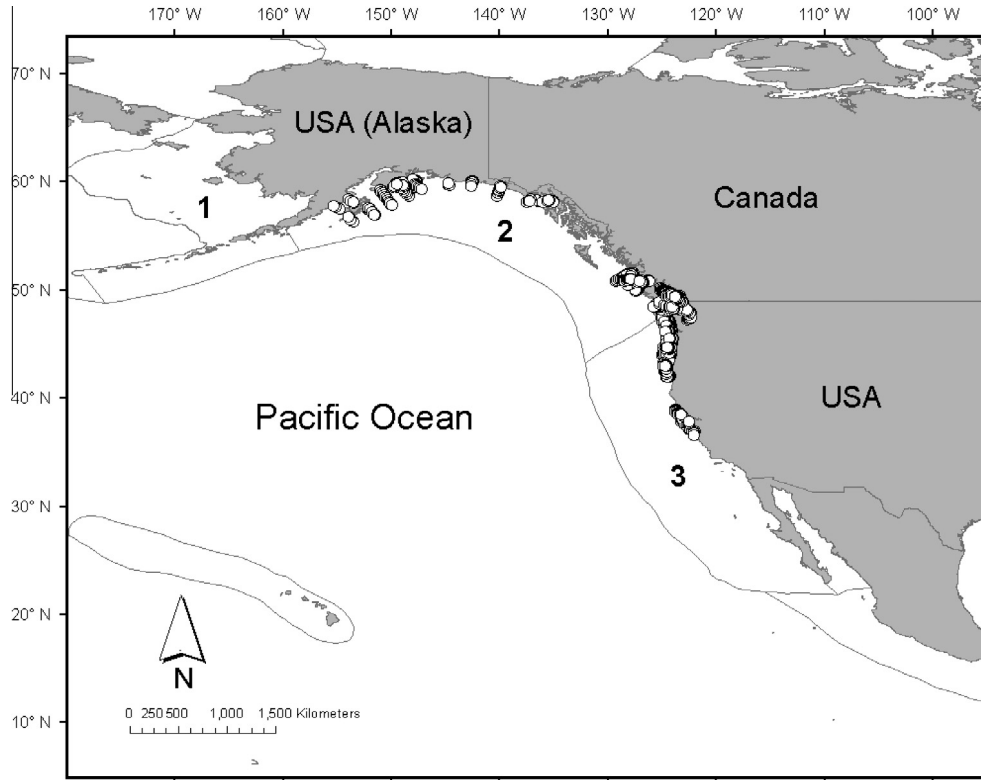 170° W 160° W 150° W 140° W 130° W 120° W 110° W 100° W
70° N
USA (Alaska)
60° N
1
Canada
2
50° N
40° N
USA
Pacific Ocean
3
30° N
20° N
N
0 250 500 1,000 1,500 Kilometers
10° N